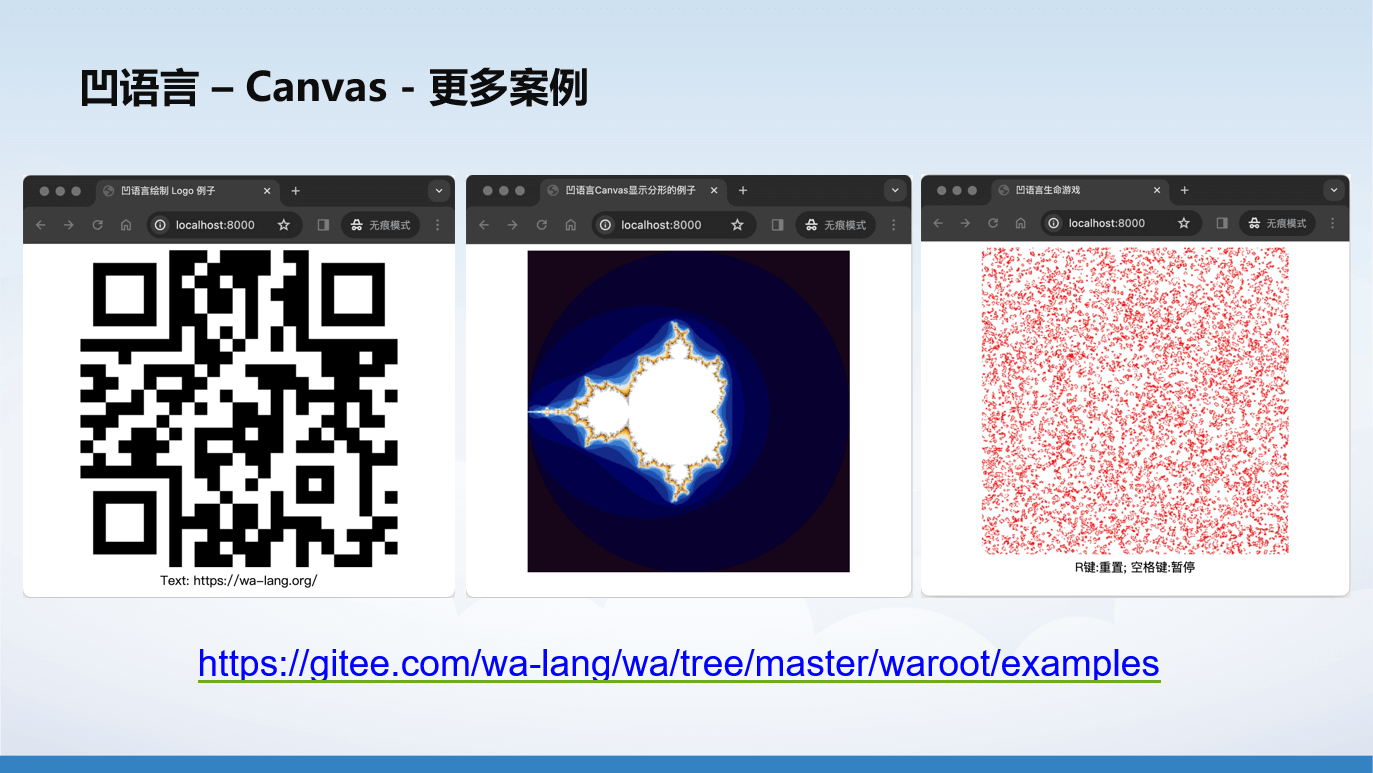 凹语言 – Canvas - 更多案例
凹语言绘制 Logo 例子
localhost:8000
无痕模式
Text: https://wa-lang.org/
凹语言Canvas显示分形的例子
localhost:8000
无痕模式
凹语言生命游戏
localhost:8000
无痕模式
R键:重置; 空格键:暂停
https://gitee.com/wa-lang/wa/tree/master/waroot/examples